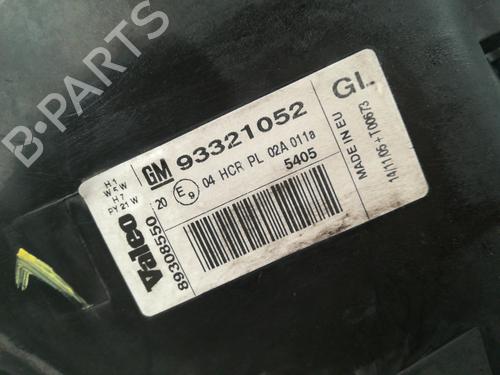 B-PARTS
GM 93321052
GL
H1
W5W
H7
PY21W
Valeo
89308550
20
E9
04 HCR PL 02A 0118
5405
MADE IN EU
14/11/05+T00673